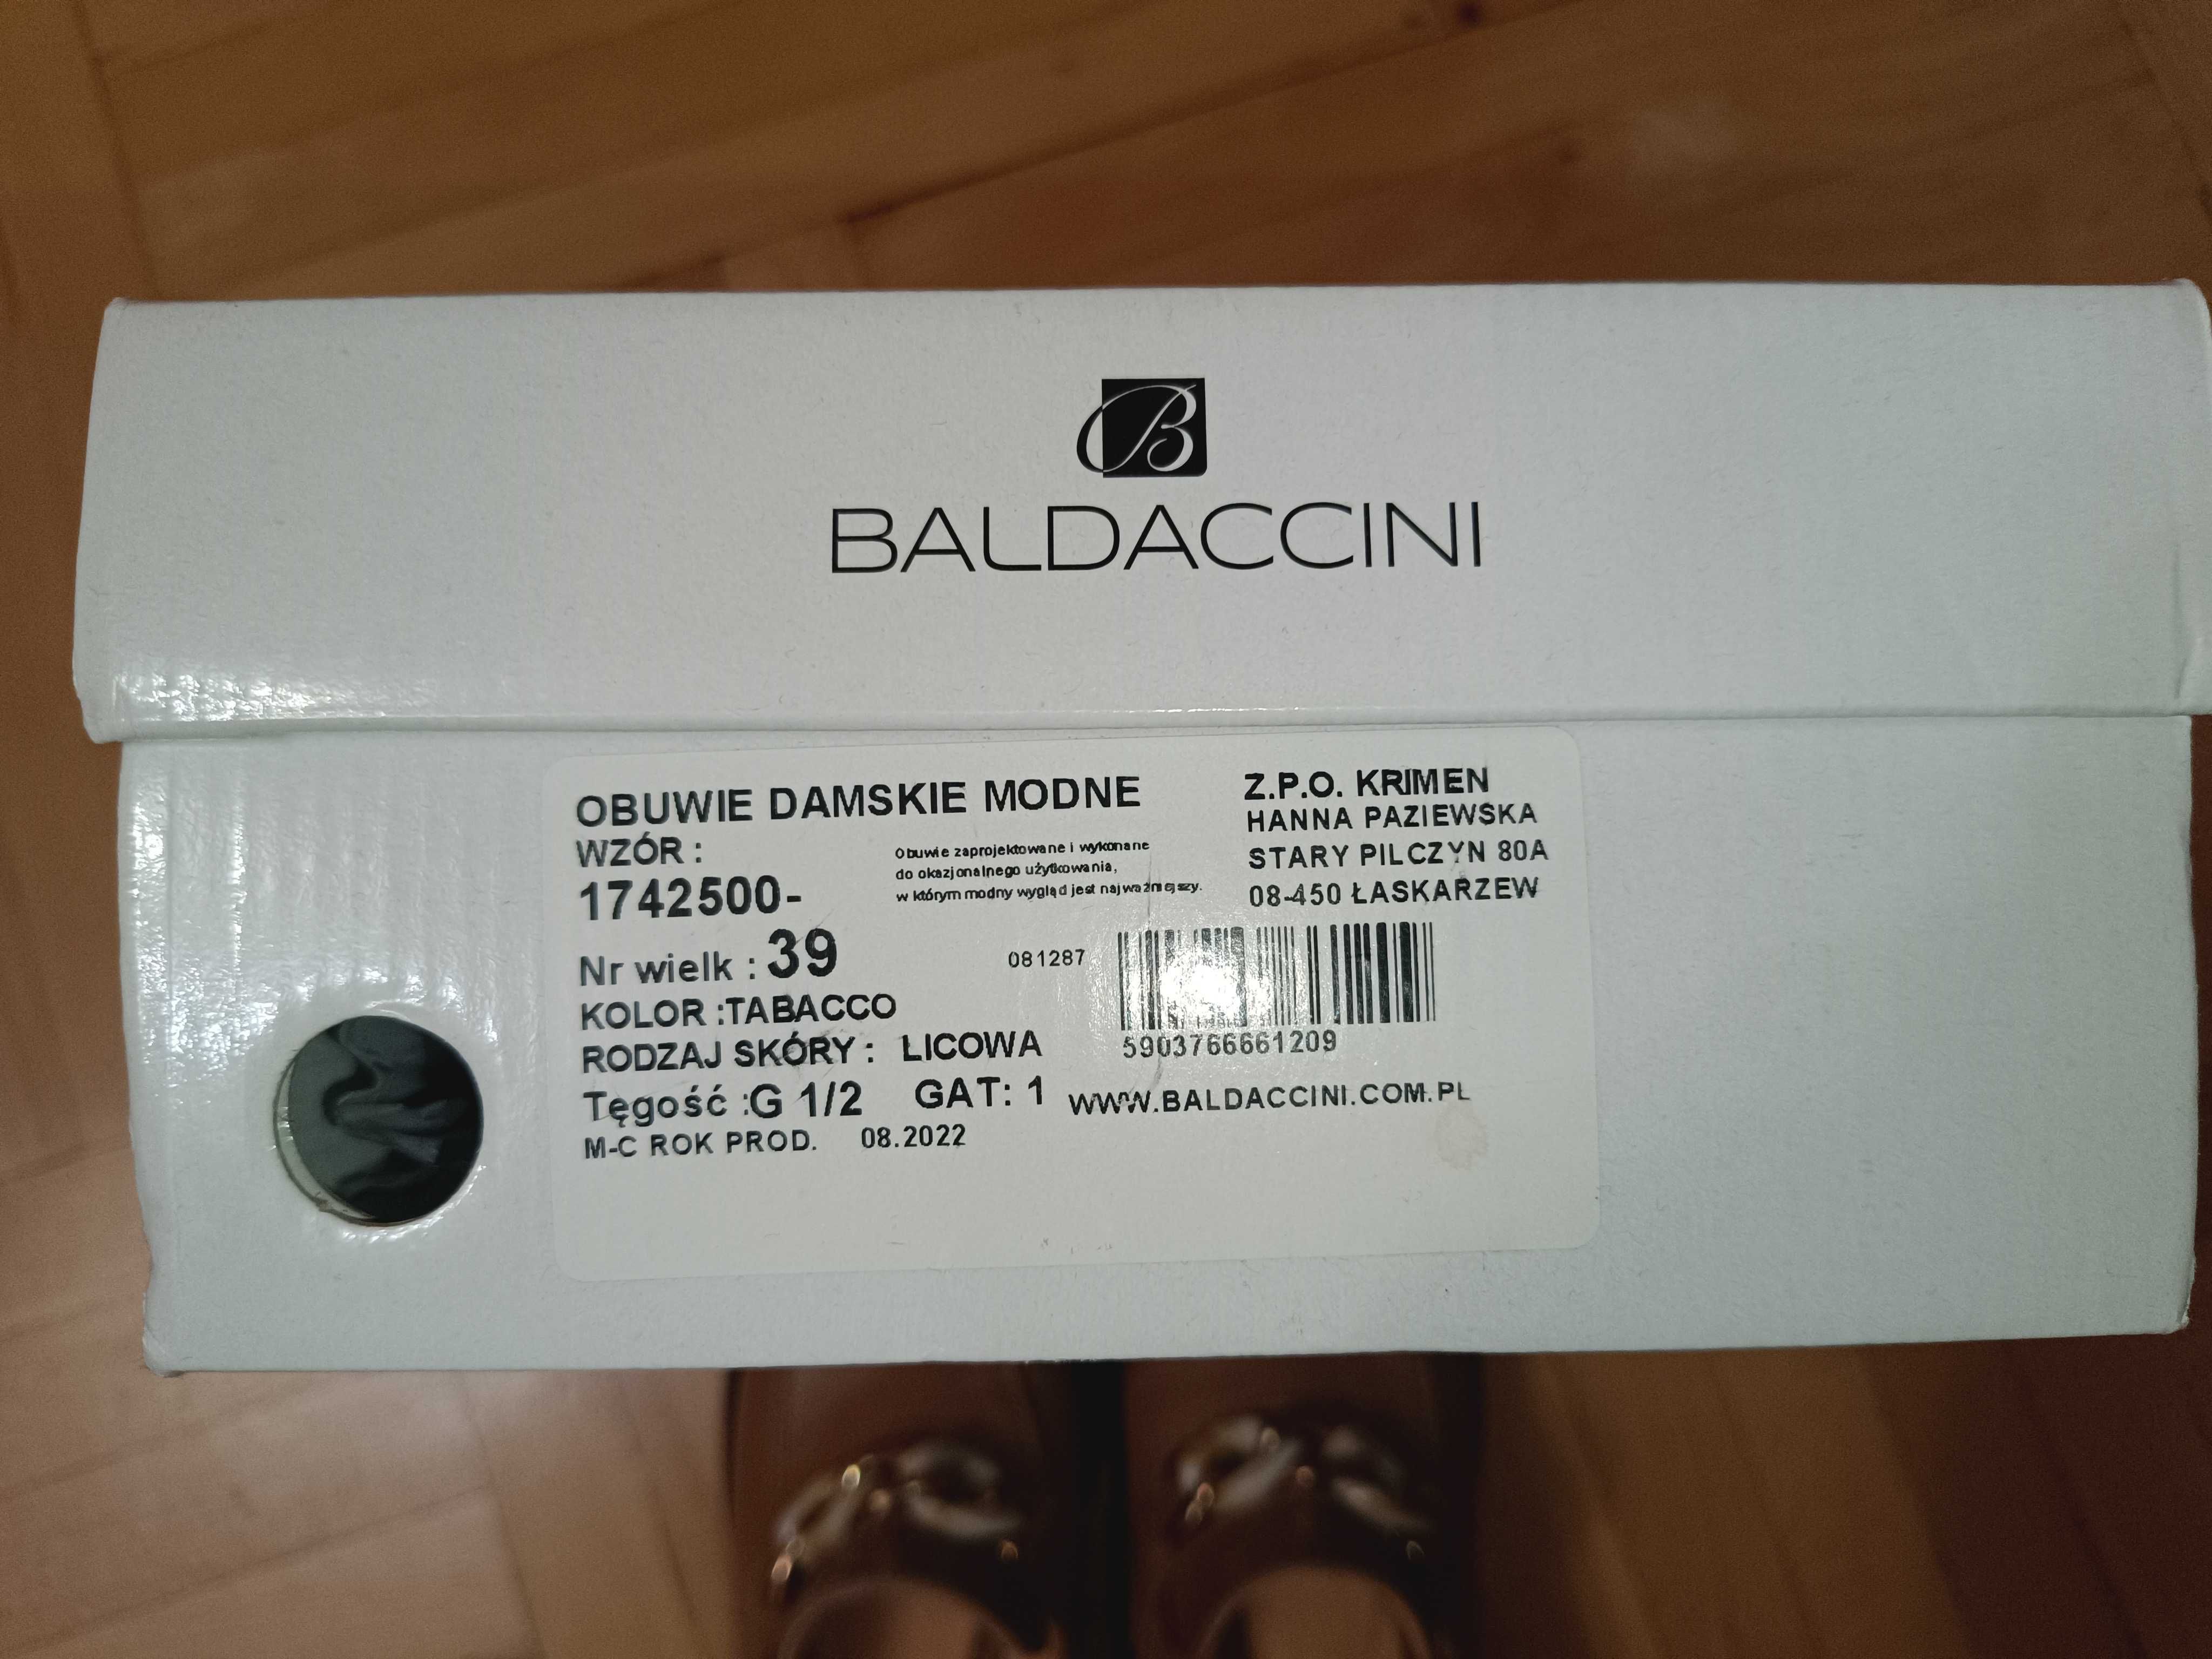 B
BALDACCINI
OBUWIE DAMSKIE MODNE
WZÓR :
1742500-
Obuwie zaprojektowane i wykonane
do okazjonalnego użytkowania,
w którym modny wygląd jest najważniejszy.
Z.P.O. KRIMEN
HANNA PAZIEWSKA
STARY PILCZYN 80A
08-450 ŁASKARZEW
Nr wielk : 39
081287
KOLOR :TABACCO
RODZAJ SKÓRY : LICOWA
5903766661209
Tęgość :G 1/2 GAT: 1
WWW.BALDACCINI.COM.PL
M-C ROK PROD. 08.2022